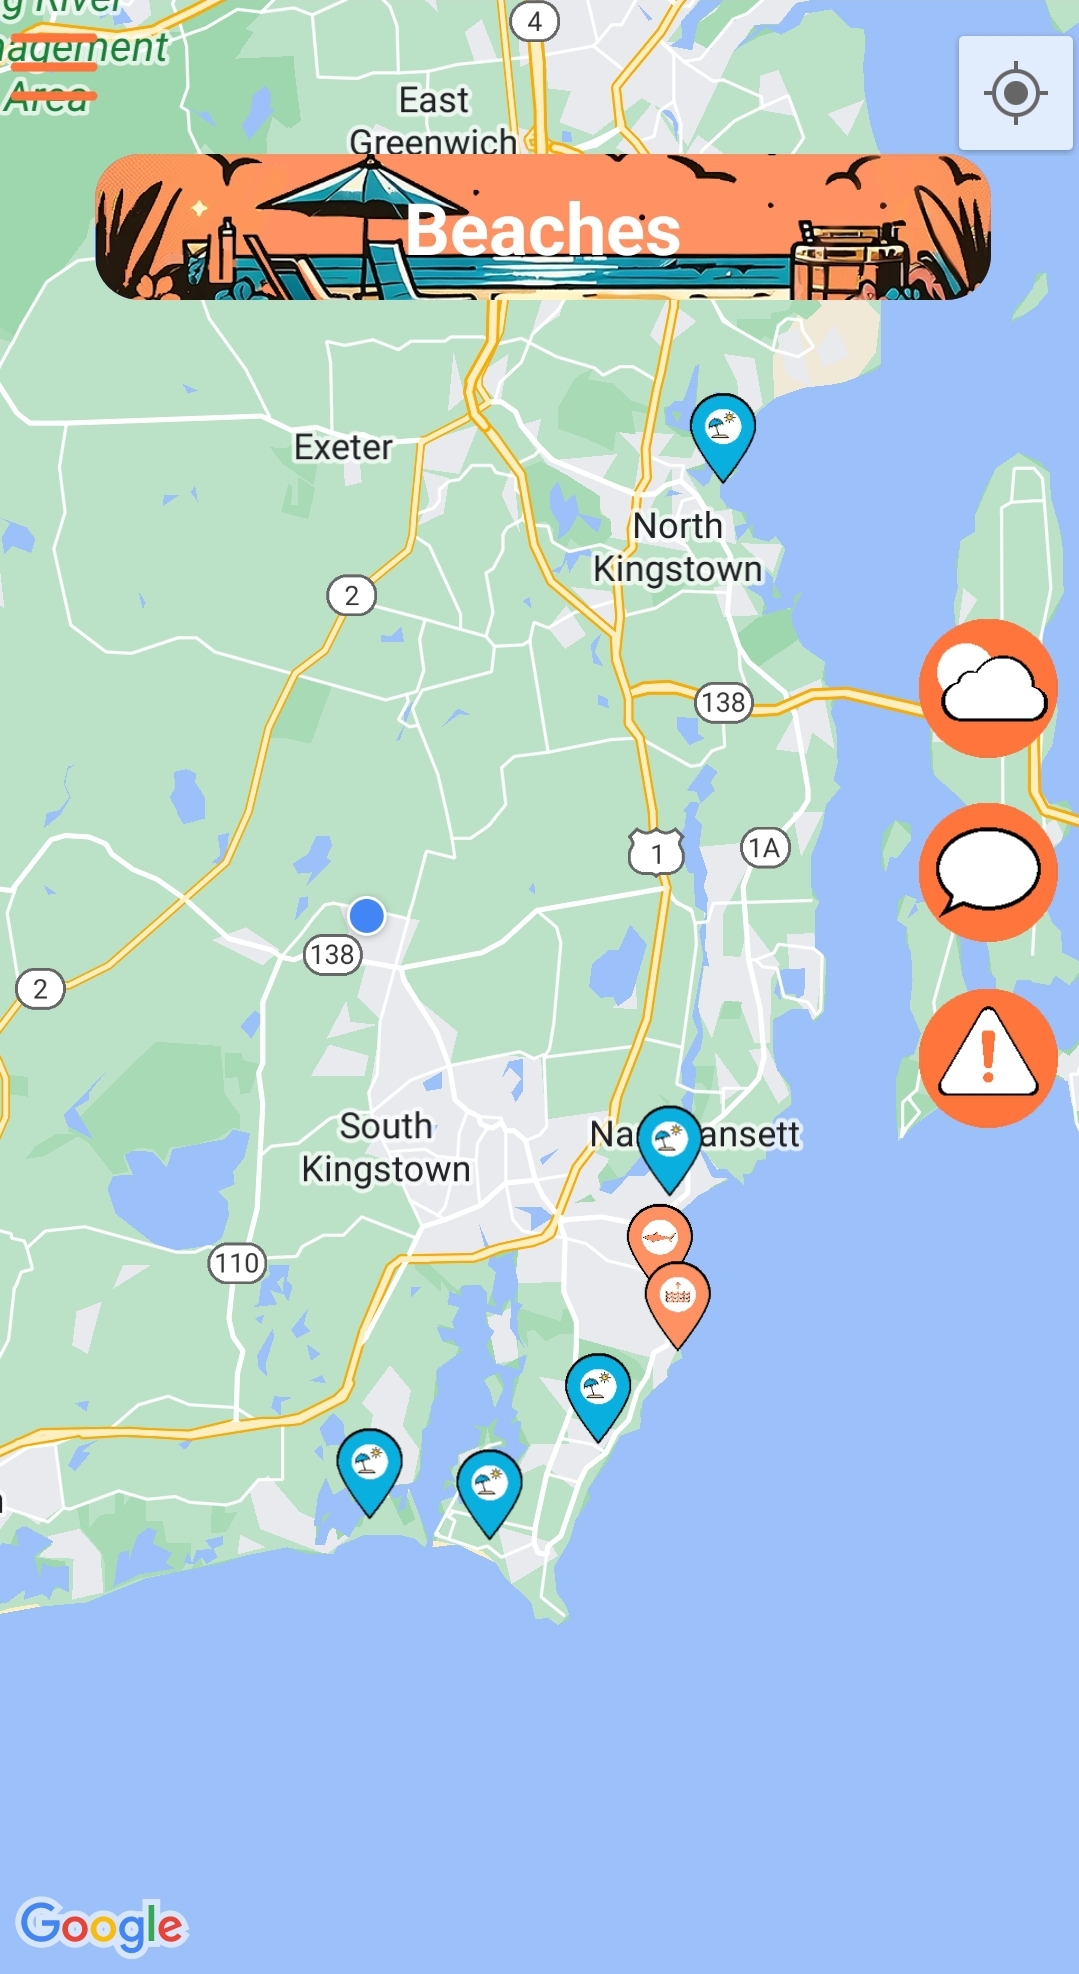 g River
nagement
Area
4
East
Greenwich
Beaches
Exeter
North
Kingstown
2
138
1
1A
138
2
South
Kingstown
Na ansett
110
Google